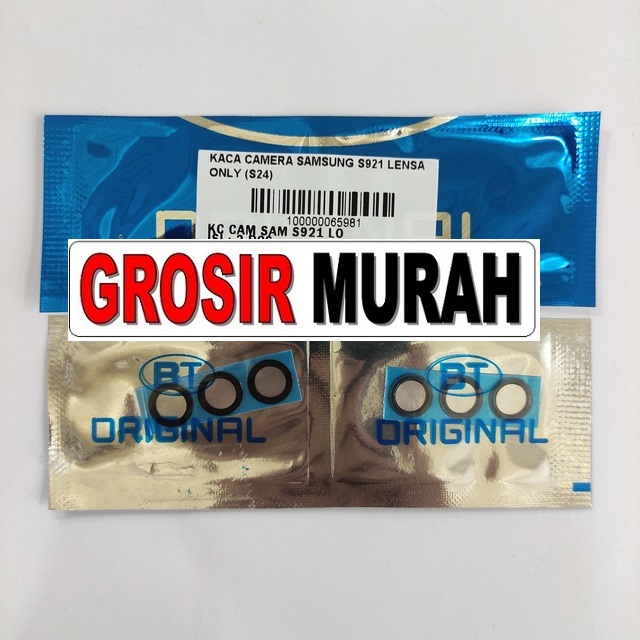 KACA CAMERA SAMSUNG S921 LENSA
ONLY (S24)
100000065981
KC CAM SAM S921 LO
GROSIR MURAH
BT
ORIGINAL
BT
ORIGINAL